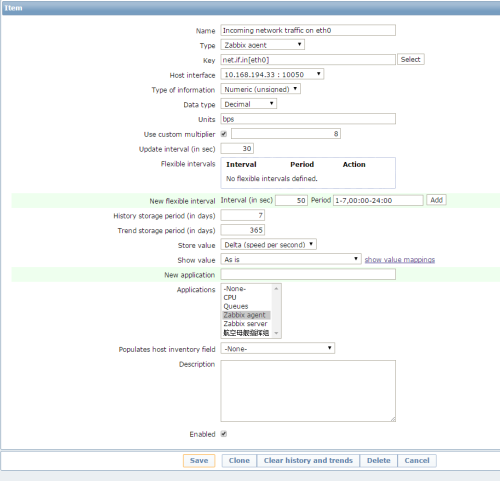 Item
Name Incoming network traffic on eth0
Type Zabbix agent
Key net.if.in[eth0] Select
Host interface 10.168.194.33 : 10050
Type of information Numeric (unsigned)
Data type Decimal
Units bps
Use custom multiplier 8
Update interval (in sec) 30
Flexible intervals Interval Period Action
No flexible intervals defined.
New flexible interval Interval (in sec) 50 Period 1-7,00:00-24:00 Add
History storage period (in days) 7
Trend storage period (in days) 365
Store value Delta (speed per second)
Show value As is show value mappings
New application
Applications -None-
CPU
Queues
Zabbix agent
Zabbix server
航空母舰指挥组
Populates host inventory field -None-
Description
Enabled
Save Clone Clear history and trends Delete Cancel